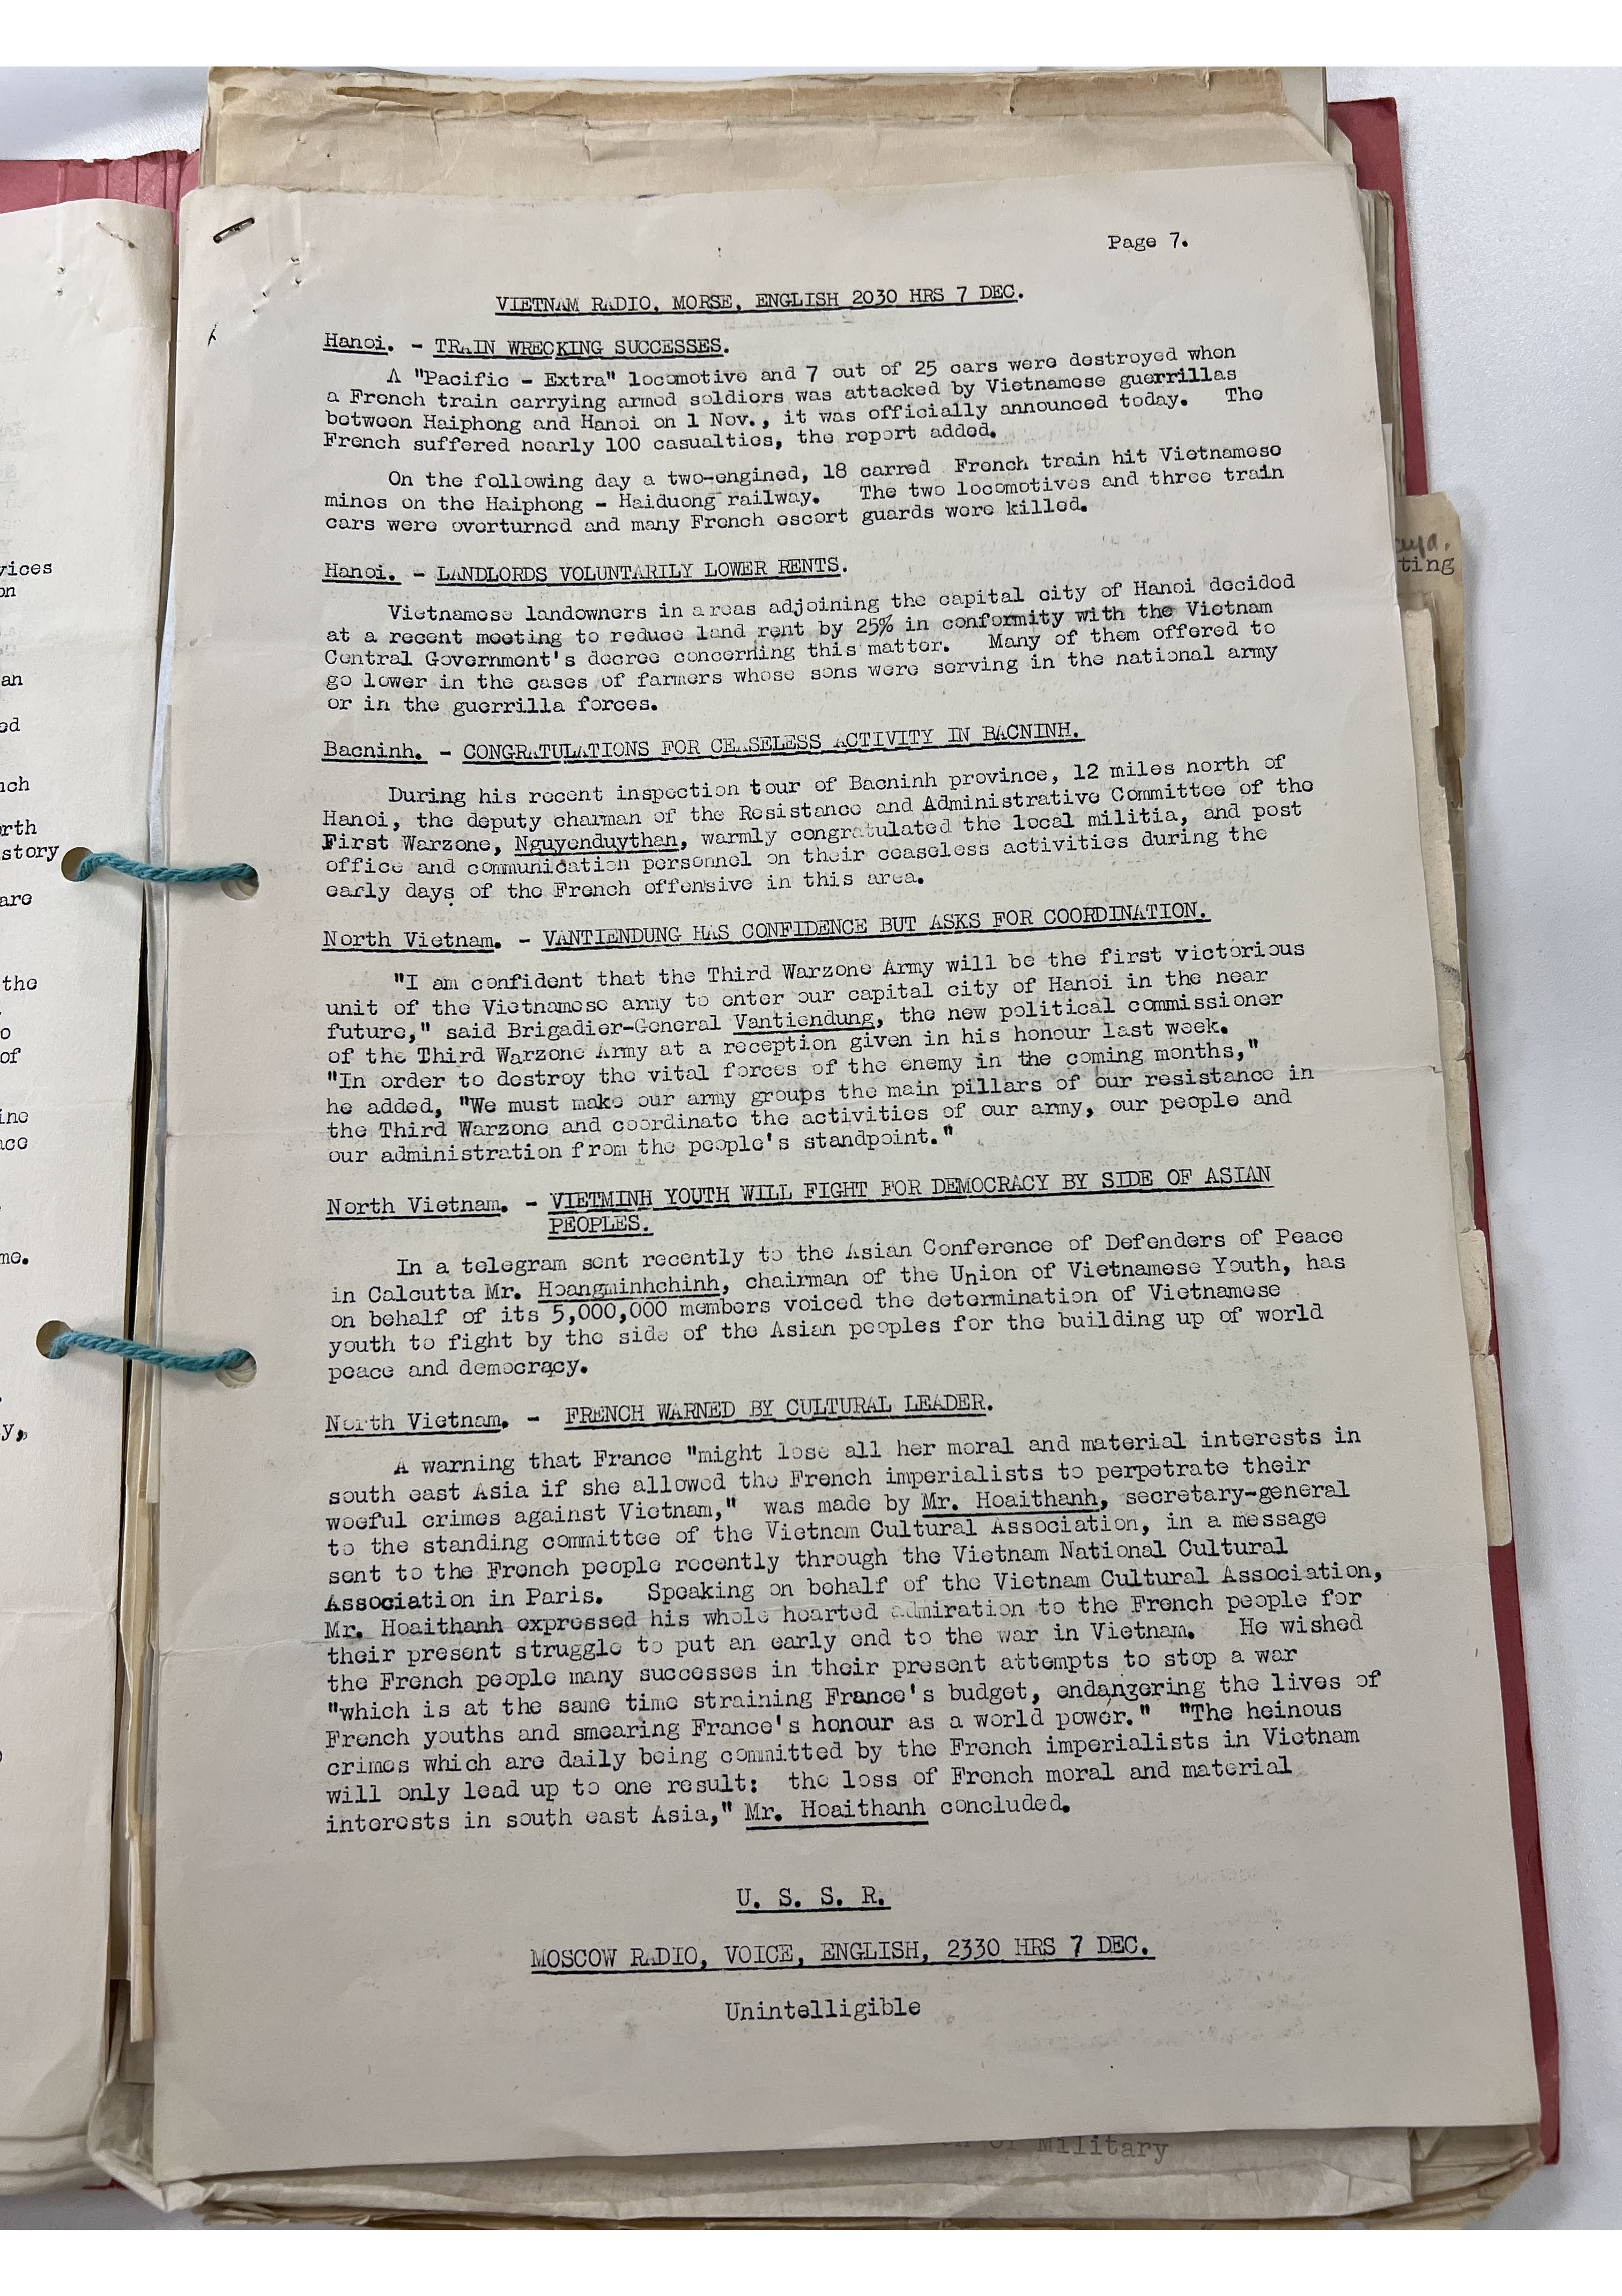 Page 7.
VIETNAM RADIO, MORSE, ENGLISH 2030 HRS 7 DEC.
Hanoi. - TRAIN WRECKING SUCCESSES.
A "Pacific - Extra" locomotive and 7 out of 25 cars were destroyed when
a French train carrying armed soldiers was attacked by Vietnamese guerrillas
between Haiphong and Hanoi on 1 Nov., it was officially announced today. The
French suffered nearly 100 casualties, the report added.
On the following day a two-engined, 18 carred French train hit Vietnamese
mines on the Haiphong - Haiduong railway. The two locomotives and three train
cars were overturned and many French escort guards were killed.
Hanoi. - LANDLORDS VOLUNTARILY LOWER RENTS.
Vietnamese landowners in areas adjoining the capital city of Hanoi decided
at a recent meeting to reduce land rent by 25% in conformity with the Vietnam
Central Government's decree concerning this matter. Many of them offered to
go lower in the cases of farmers whose sons were serving in the national army
or in the guerrilla forces.
Bacninh. - CONGRATULATIONS FOR CEASELESS ACTIVITY IN BACNINH.
During his recent inspection tour of Bacninh province, 12 miles north of
Hanoi, the deputy charman of the Resistance and Administrative Committee of the
First Warzone, Nguyenduythan, warmly congratulated the local militia, and post
office and communication personnel on their ceaseless activities during the
early days of the French offensive in this area.
North Vietnam. - VANTIENDUNG HAS CONFIDENCE BUT ASKS FOR COORDINATION.
"I am confident that the Third Warzone Army will be the first victorious
unit of the Vietnamese army to enter our capital city of Hanoi in the near
future," said Brigadier-General Vantiendung, the new political commissioner
of the Third Warzone Army at a reception given in his honour last week.
"In order to destroy the vital forces of the enemy in the coming months,"
he added, "We must make our army groups the main pillars of our resistance in
the Third Warzone and coordinate the activities of our army, our people and
our administration from the people's standpoint."
North Vietnam. - VIETMINH YOUTH WILL FIGHT FOR DEMOCRACY BY SIDE OF ASIAN
PEOPLES.
In a telegram sent recently to the Asian Conference of Defenders of Peace
in Calcutta Mr. Hoangminhchinh, chairman of the Union of Vietnamese Youth, has
on behalf of its 5,000,000 members voiced the determination of Vietnamese
youth to fight by the side of the Asian peoples for the building up of world
peace and democracy.
North Vietnam. - FRENCH WARNED BY CULTURAL LEADER.
A warning that France "might lose all her moral and material interests in
south east Asia if she allowed the French imperialists to perpetrate their
woeful crimes against Vietnam," was made by Mr. Hoaithanh, secretary-general
to the standing committee of the Vietnam Cultural Association, in a message
sent to the French people recently through the Vietnam National Cultural
Association in Paris. Speaking on behalf of the Vietnam Cultural Association,
Mr. Hoaithanh expressed his whole hearted admiration to the French people for
their present struggle to put an early end to the war in Vietnam. He wished
the French people many successes in their present attempts to stop a war
"which is at the same time straining France's budget, endangering the lives of
French youths and smearing France's honour as a world power." "The heinous
crimes which are daily being committed by the French imperialists in Vietnam
will only lead up to one result: the loss of French moral and material
interests in south east Asia," Mr. Hoaithanh concluded.
U. S. S. R.
MOSCOW RADIO, VOICE, ENGLISH, 2330 HRS 7 DEC.
Unintelligible
of Military